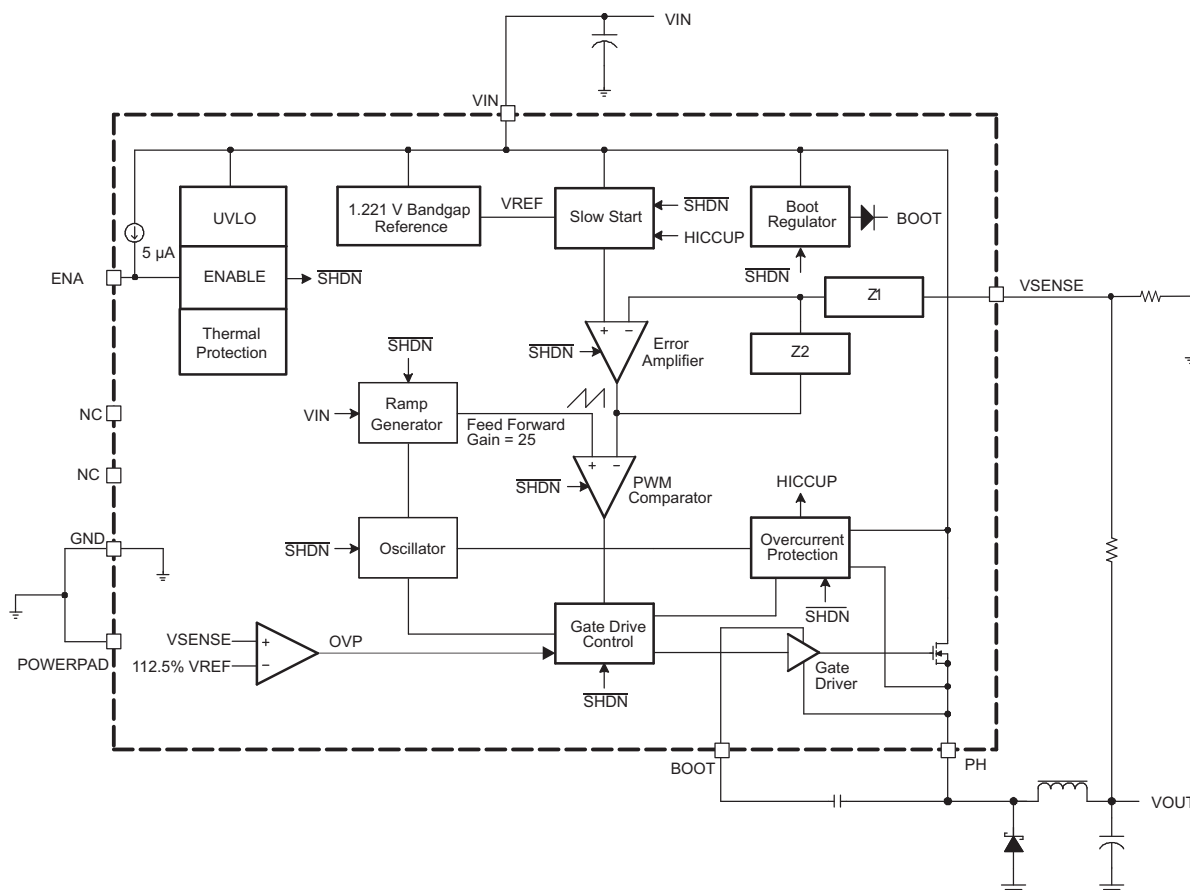 VIN
VIN
UVLO
1.221 V Bandgap
Reference
VREF
Slow Start
SHDN
HICCUP
Boot
Regulator
BOOT
5 µA
ENA
ENABLE
SHDN
SHDN
VSENSE
Z1
Thermal
Protection
+
−
Error
Amplifier
SHDN
Z2
SHDN
NC
VIN
Ramp
Generator
Feed Forward
Gain = 25
NC
+
−
SHDN
PWM
Comparator
HICCUP
GND
SHDN
Oscillator
Overcurrent
Protection
SHDN
VSENSE
+
OVP
Gate Drive
Control
POWERPAD
112.5% VREF
−
Gate
Driver
SHDN
BOOT
PH
VOUT